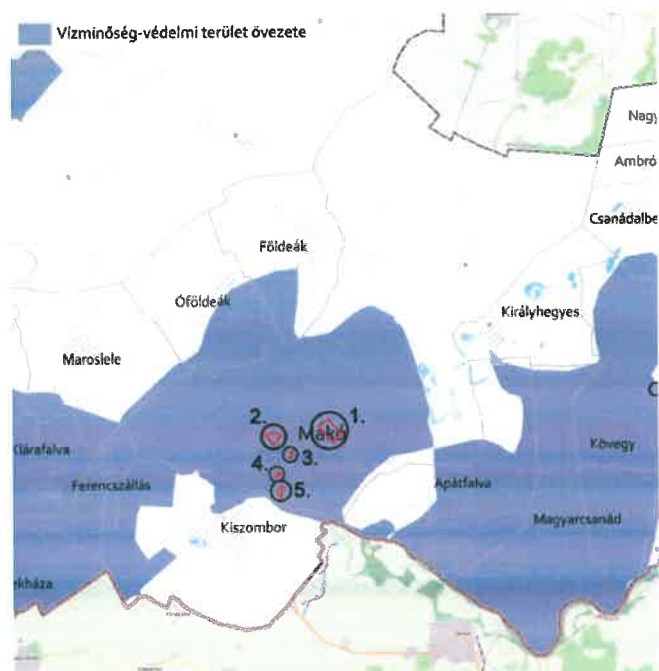 Vízminőség-védelmi terület övezete
Nagy
Ambró
Csanádalbe
Földeák
Óföldeák
Királyhegyes
Maroslele
2.
1.
Makó
3.
Klárafalva
Kövegy
4.
Ferencszállás
5.
Apátfalva
Kiszombor
Magyarcsanád
ekháza